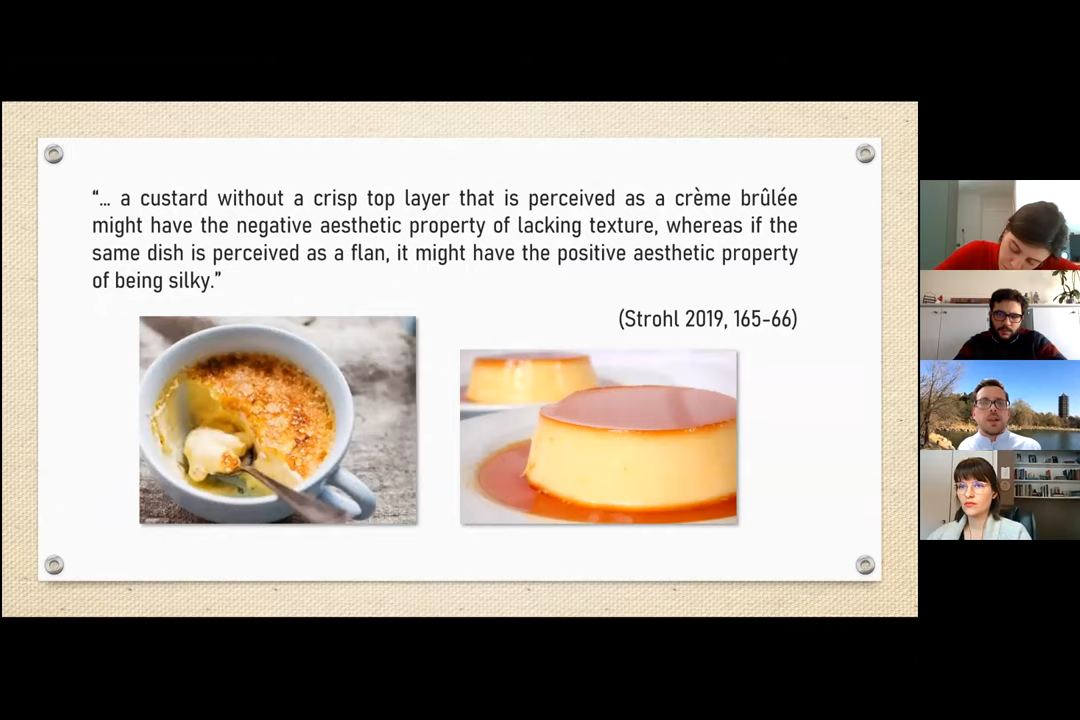 “... a custard without a crisp top layer that is perceived as a crème brûlée
might have the negative aesthetic property of lacking texture, whereas if the
same dish is perceived as a flan, it might have the positive aesthetic property
of being silky.”
(Strohl 2019, 165-66)